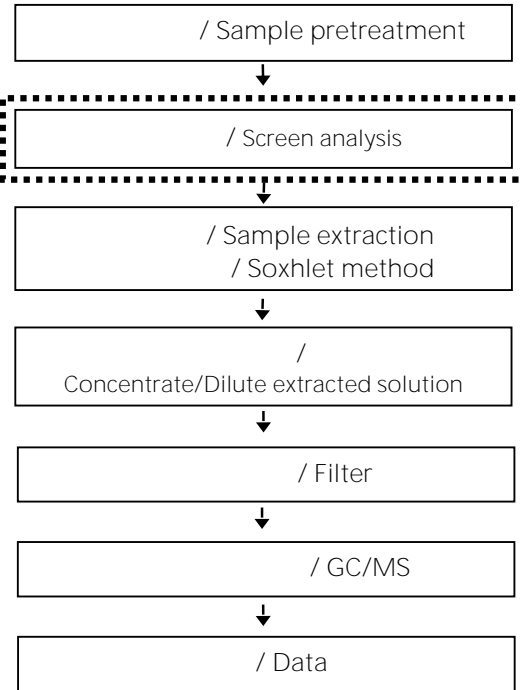 / Sample pretreatment
/ Screen analysis
/ Sample extraction
/ Soxhlet method
/
Concentrate/Dilute extracted solution
/ Filter
/ GC/MS
/ Data